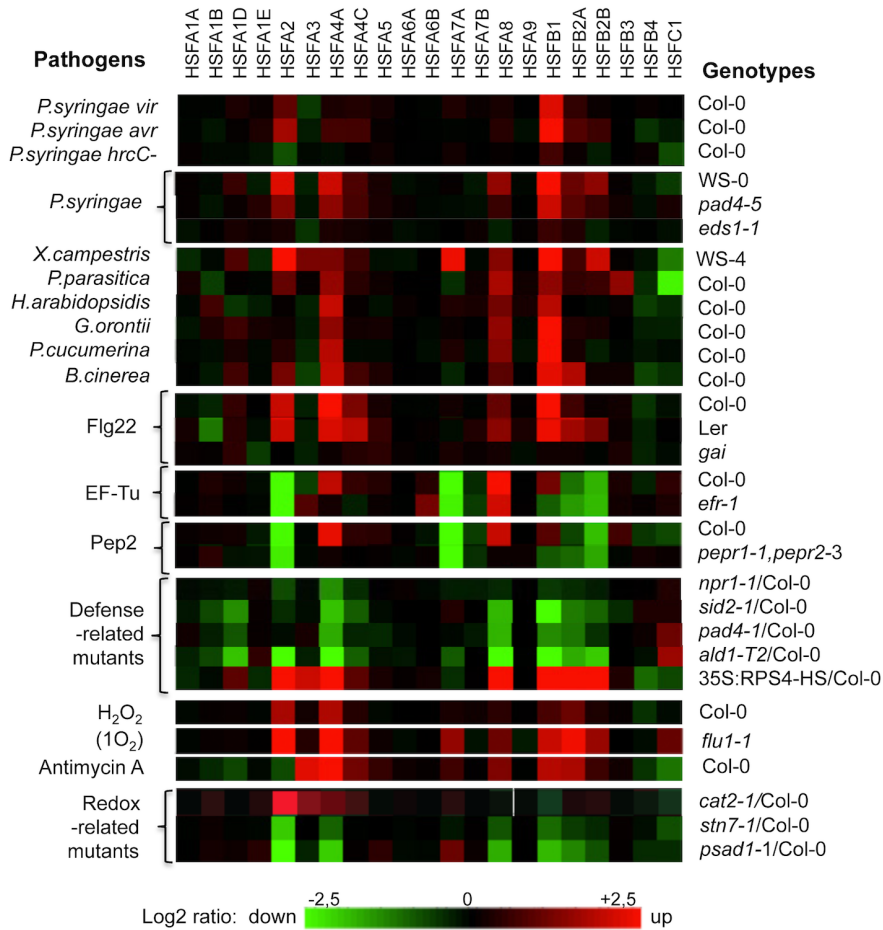 HSFA1A
HSFA1B
HSFA1D
HSFA1E
HSFA2
HSFA3
HSFA4A
HSFA4C
HSFA5
HSFA6A
HSFA6B
HSFA7A
HSFA7B
HSFA8
HSFA9
HSFB1
HSFB2A
HSFB2B
HSFB3
HSFB4
HSFC1
Pathogens
Genotypes
P.syringae vir
Col-0
P.syringae avr
Col-0
P.syringae hrcC-
Col-0
P.syringae
WS-0
pad4-5
eds1-1
X.campestris
WS-4
P.parasitica
Col-0
H.arabidopsidis
Col-0
G.orontii
Col-0
P.cucumerina
Col-0
B.cinerea
Col-0
Flg22
Col-0
Ler
gai
EF-Tu
Col-0
efr-1
Pep2
Col-0
pepr1-1,pepr2-3
Defense
-related
mutants
npr1-1/Col-0
sid2-1/Col-0
pad4-1/Col-0
ald1-T2/Col-0
35S:RPS4-HS/Col-0
H2O2
Col-0
(1O2)
flu1-1
Antimycin A
Col-0
Redox
-related
mutants
cat2-1/Col-0
stn7-1/Col-0
psad1-1/Col-0
-2,5 0 +2,5
Log2 ratio: down up